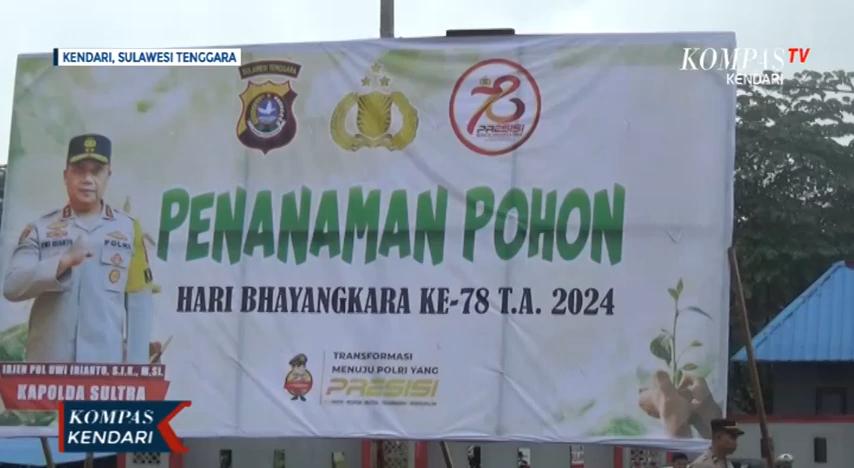 KENDARI, SULAWESI TENGGARA
KOMPAS TV
KENDARI
SULAWESI TENGGARA
78
PRESISI
PENANAMAN POHON
HARI BHAYANGKARA KE-78 T.A. 2024
POLRI
IRJEN POL DWI IRIANTO, S.I.K., M.SI.
KAPOLDA SULTRA
TRANSFORMASI
MENUJU POLRI YANG
PRESISI
KOMPAS
KENDARI